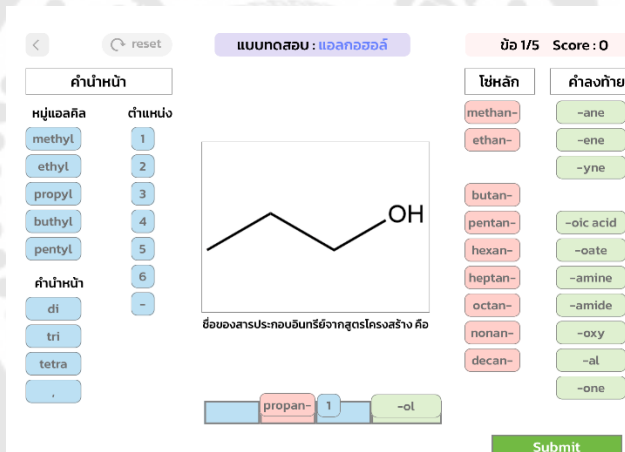 < reset แบบทดสอบ : แอลกอฮอล์ ข้อ 1/5 Score : 0
คำนำหน้า โซ่หลัก คำลงท้าย
หมู่แอลคิล ตำแหน่ง
methyl 1 methan- -ane
ethyl 2 ethan- -ene
propyl 3 -yne
buthyl 4 butan-
pentyl 5 pentan- -oic acid
6 hexan- -oate
คำนำหน้า
di - heptan- -amine
tri octan- -amide
tetra nonan- -oxy
, decan- -al
-one
OH
ชื่อของสารประกอบอินทรีย์จากสูตรโครงสร้าง คือ
propan- 1 -ol
Submit